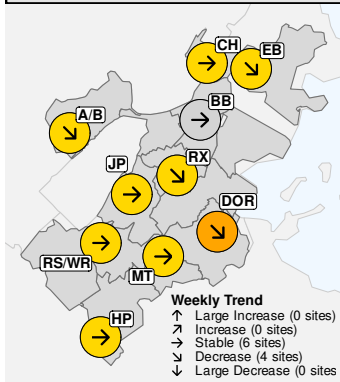 CH
EB
BB
A/B
JP
RX
DOR
RS/WR
MT
HP
Weekly Trend
↑ Large Increase (0 sites)
↗ Increase (0 sites)
→ Stable (6 sites)
↘ Decrease (4 sites)
↓ Large Decrease (0 sites